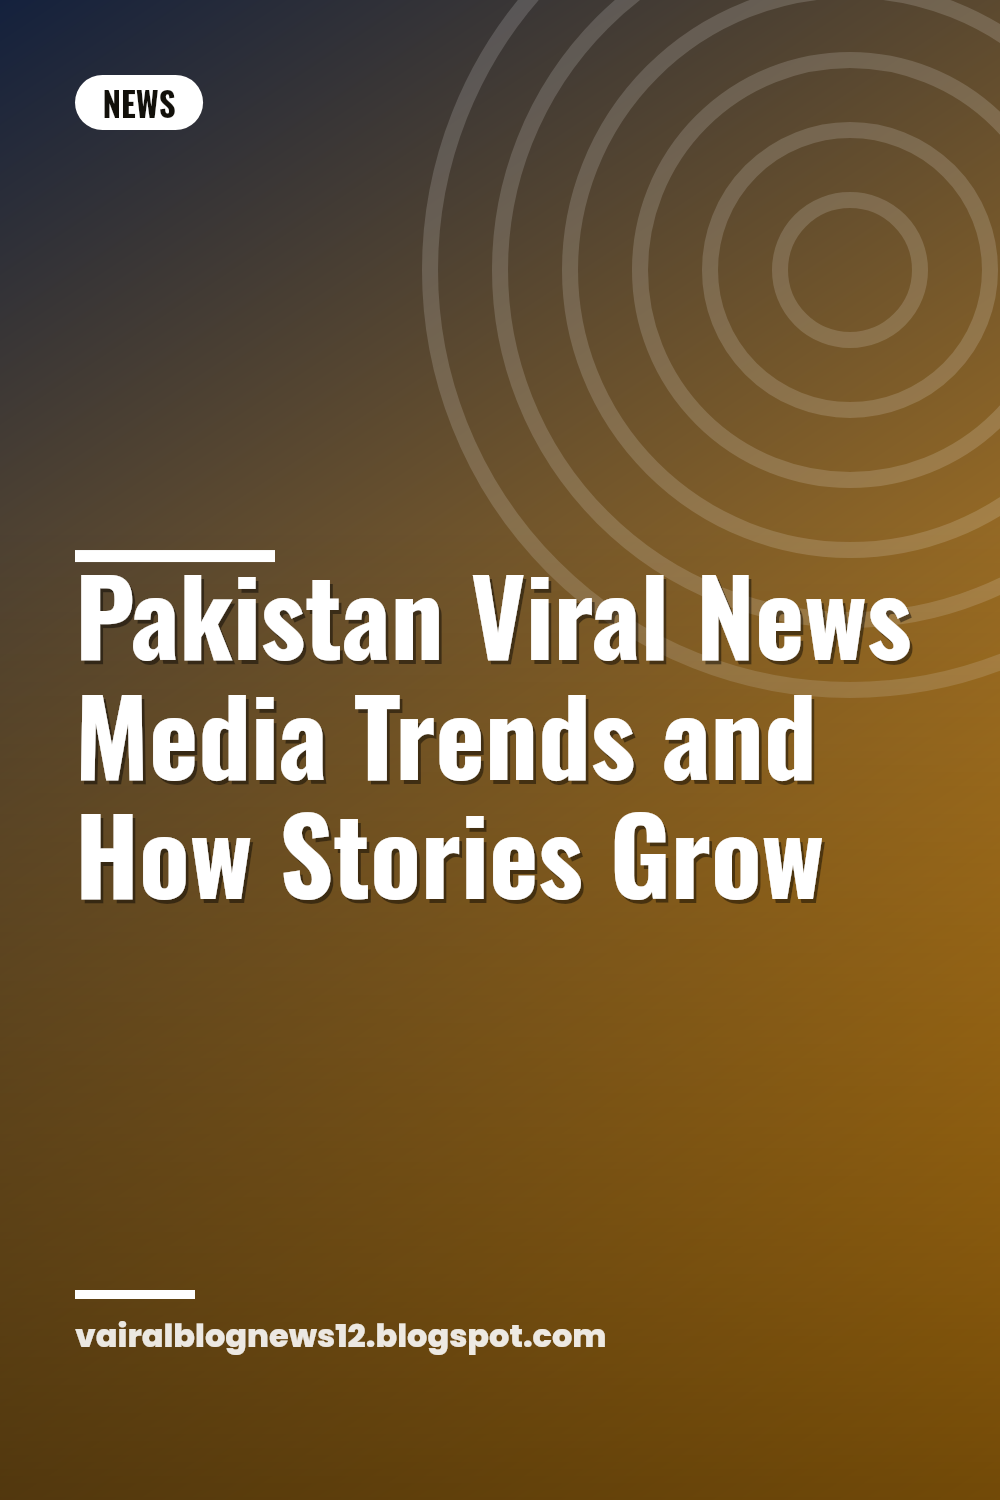 NEWS
Pakistan Viral News
Media Trends and
How Stories Grow
vairalblognews12.blogspot.com